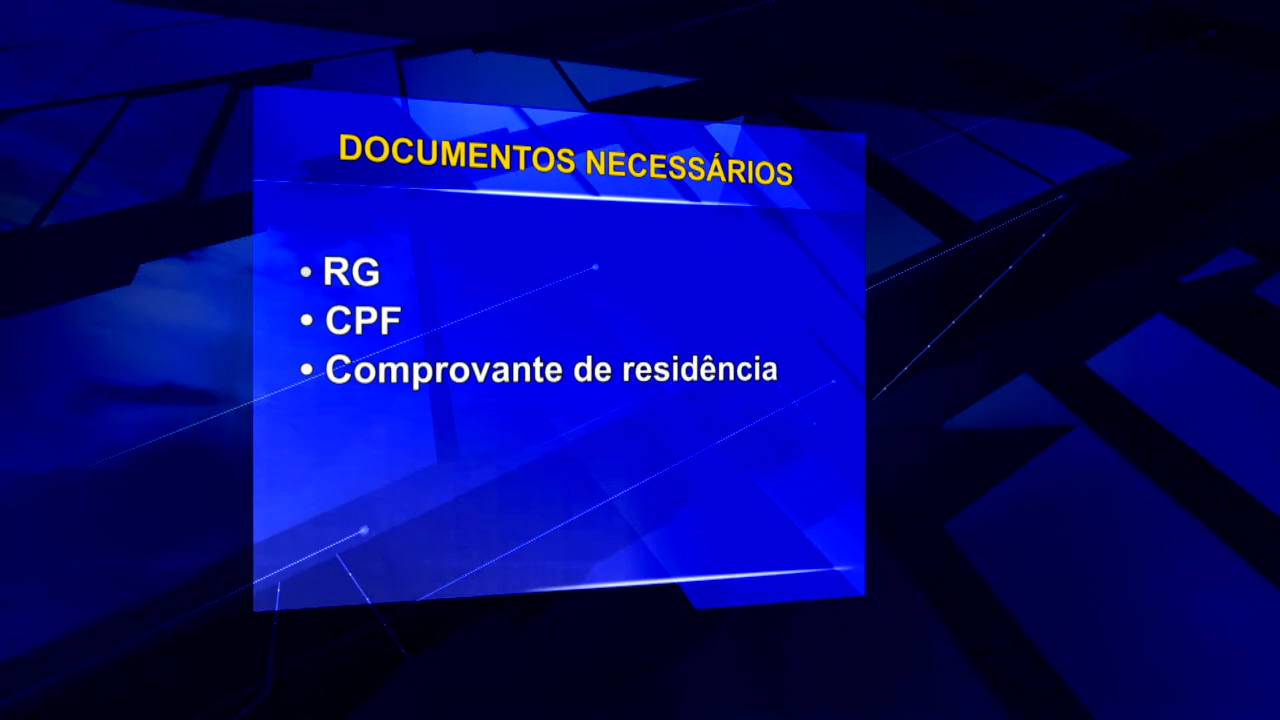 DOCUMENTOS NECESSÁRIOS
• RG
• CPF
• Comprovante de residência